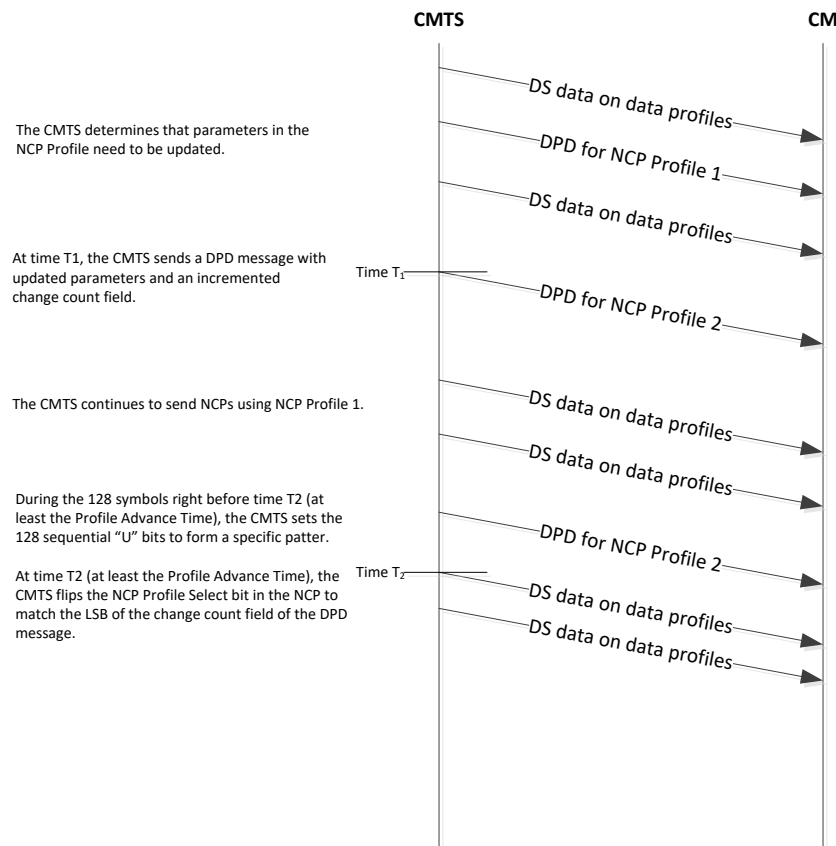 CMTS
CM
DS data on data profiles
The CMTS determines that parameters in the
NCP Profile need to be updated.
DPD for NCP Profile 1
DS data on data profiles
At time T1, the CMTS sends a DPD message with
updated parameters and an incremented
change count field.
Time T1
DPD for NCP Profile 2
The CMTS continues to send NCPs using NCP Profile 1.
DS data on data profiles
DS data on data profiles
During the 128 symbols right before time T2 (at
least the Profile Advance Time), the CMTS sets the
128 sequential “U” bits to form a specific patter.
DPD for NCP Profile 2
At time T2 (at least the Profile Advance Time), the
CMTS flips the NCP Profile Select bit in the NCP to
match the LSB of the change count field of the DPD
message.
Time T2
DS data on data profiles
DS data on data profiles